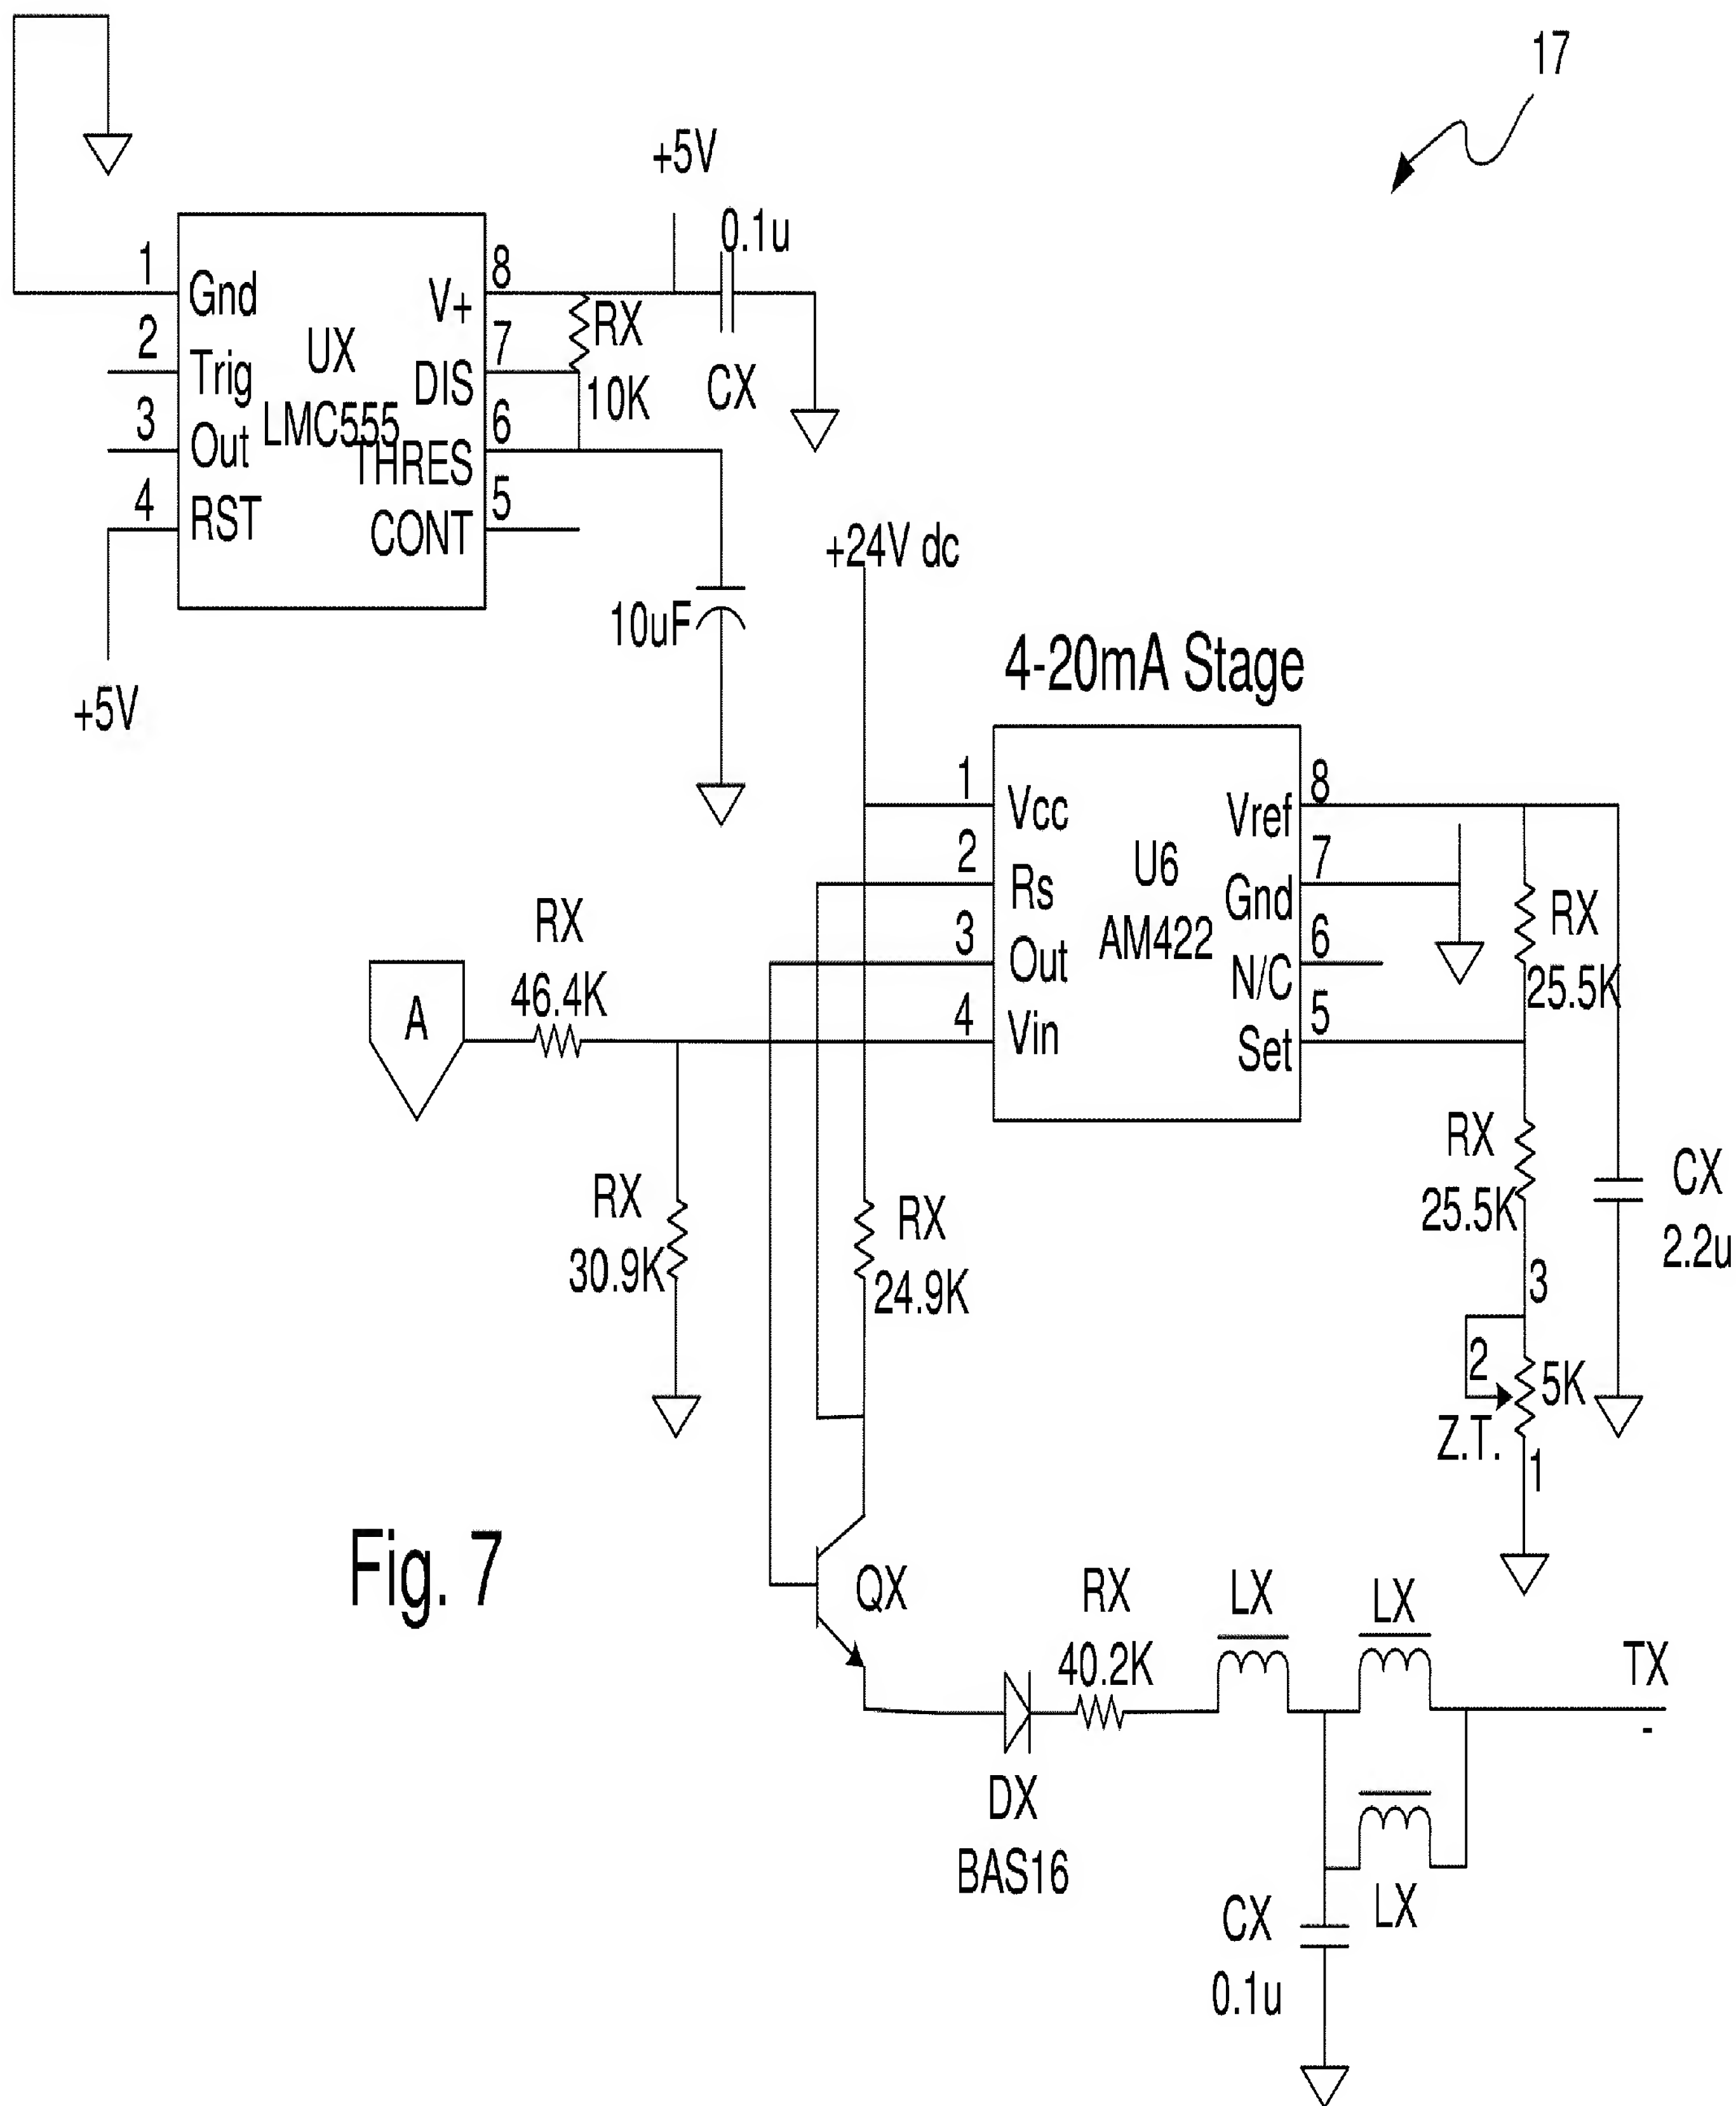 17
+5V
0.1u
1
Gnd
2
Trig
3
Out
4
RST
UX
LMC555
8
V+
7
DIS
6
THRES
5
CONT
RX
10K
CX
10uF
+5V
+24V dc
4-20mA Stage
1
Vcc
2
Rs
3
Out
4
Vin
U6
AM422
8
Vref
7
Gnd
6
N/C
5
Set
RX
25.5K
A
RX
46.4K
RX
30.9K
RX
24.9K
RX
25.5K
CX
2.2u
3
2
5K
Z.T.
1
Fig. 7
QX
DX
BAS16
RX
40.2K
LX
LX
TX
-
LX
CX
0.1u